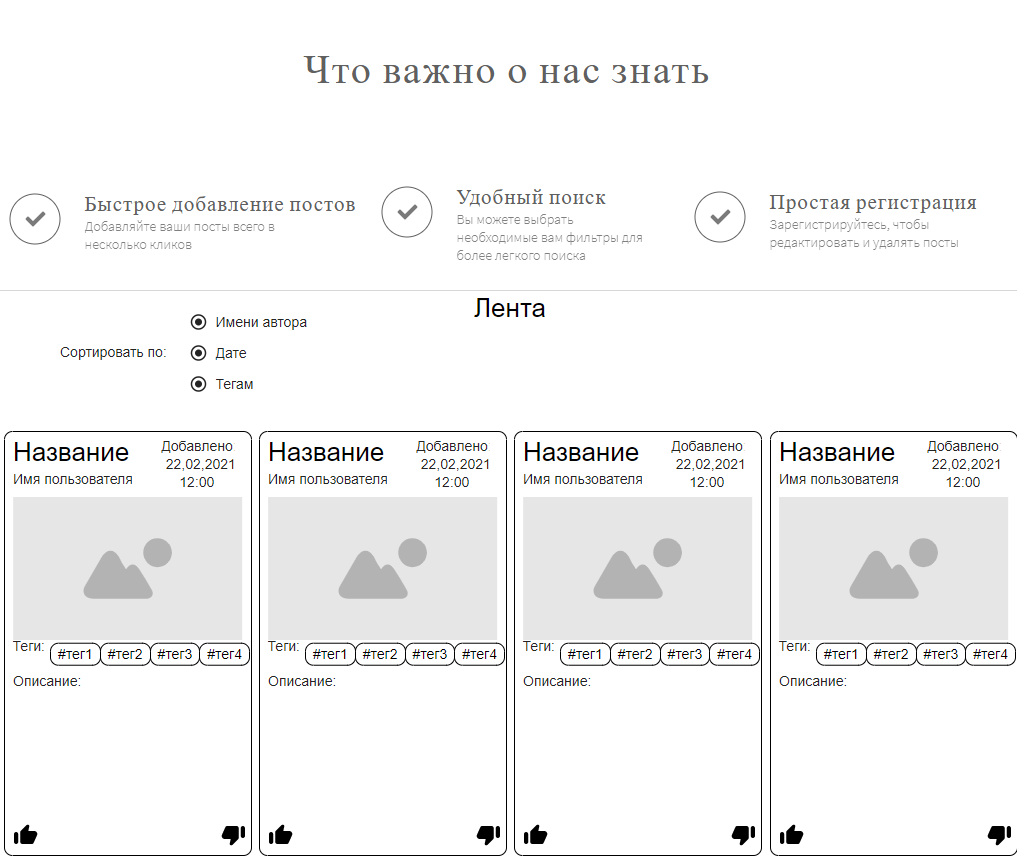 Что важно о нас знать
Быстрое добавление постов
Добавляйте ваши посты всего в
несколько кликов
Удобный поиск
Вы можете выбрать
необходимые вам фильтры для
более легкого поиска
Простая регистрация
Зарегистрируйтесь, чтобы
редактировать и удалять посты
Лента
Сортировать по:
Имени автора
Дате
Тегам
Название
Добавлено
22,02,2021
12:00
Имя пользователя
Теги: #тег1 #тег2 #тег3 #тег4
Описание:
Название
Добавлено
22,02,2021
12:00
Имя пользователя
Теги: #тег1 #тег2 #тег3 #тег4
Описание:
Название
Добавлено
22,02,2021
12:00
Имя пользователя
Теги: #тег1 #тег2 #тег3 #тег4
Описание:
Название
Добавлено
22,02,2021
12:00
Имя пользователя
Теги: #тег1 #тег2 #тег3 #тег4
Описание: